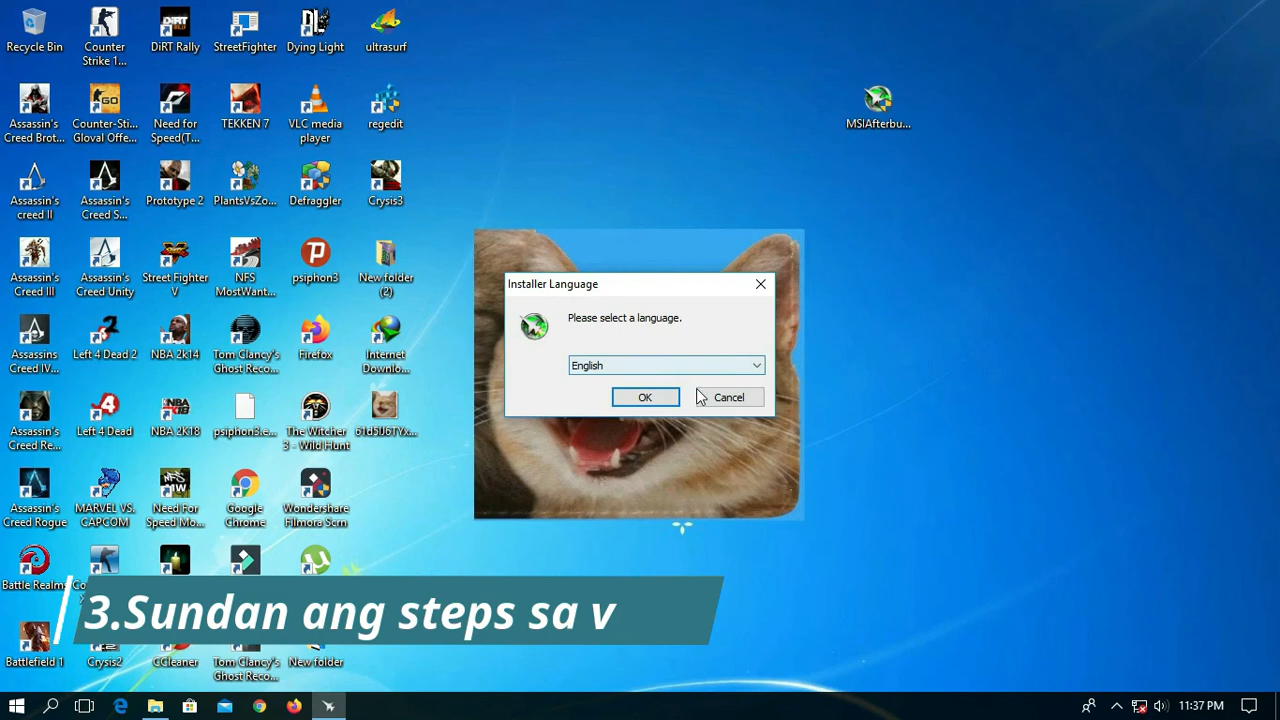 Recycle Bin
Counter
Strike 1...
DiRT Rally
StreetFighter
Dying Light
ultrasurf
MSIAfterbu...
Assassin's
Creed Brot...
Counter-Sti...
Gloval Offe...
Need for
Speed(T...
TEKKEN 7
VLC media
player
regedit
Assassin's
creed II
Assassin's
Creed S...
Prototype 2
PlantsVsZo...
Defraggler
Crysis3
Assassin's
Creed III
Assassin's
Creed Unity
Street Fighter
V
NFS
MostWant...
psiphon3
New folder
(2)
Installer Language
Please select a language.
English
OK
Cancel
Assassins
Creed IV...
Left 4 Dead 2
NBA 2k14
Tom Clancy's
Ghost Reco...
Firefox
Internet
Downlo...
Assassin's
Creed Re...
Left 4 Dead
NBA 2K18
psiphon3.e...
The Witcher
3 - Wild Hunt
61d5IJ6TYx...
Assassin's
Creed Rogue
MARVEL VS.
CAPCOM
Need For
Speed Mo...
Google
Chrome
Wondershare
Filmora Scrn
Battle Realms
3.Sundan ang steps sa v
Battlefield 1
Crysis2
CCleaner
Tom Clancy's
Ghost Reco...
New folder
11:37 PM